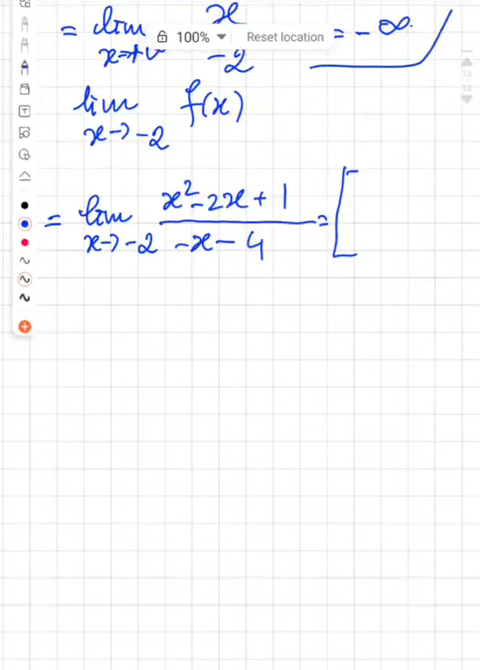 = lim x / -2 = -∞
x→+
100% Reset location
lim f(x)
x→-2
= lim (x² - 2x + 1) / (-x - 4) = [
x→-2